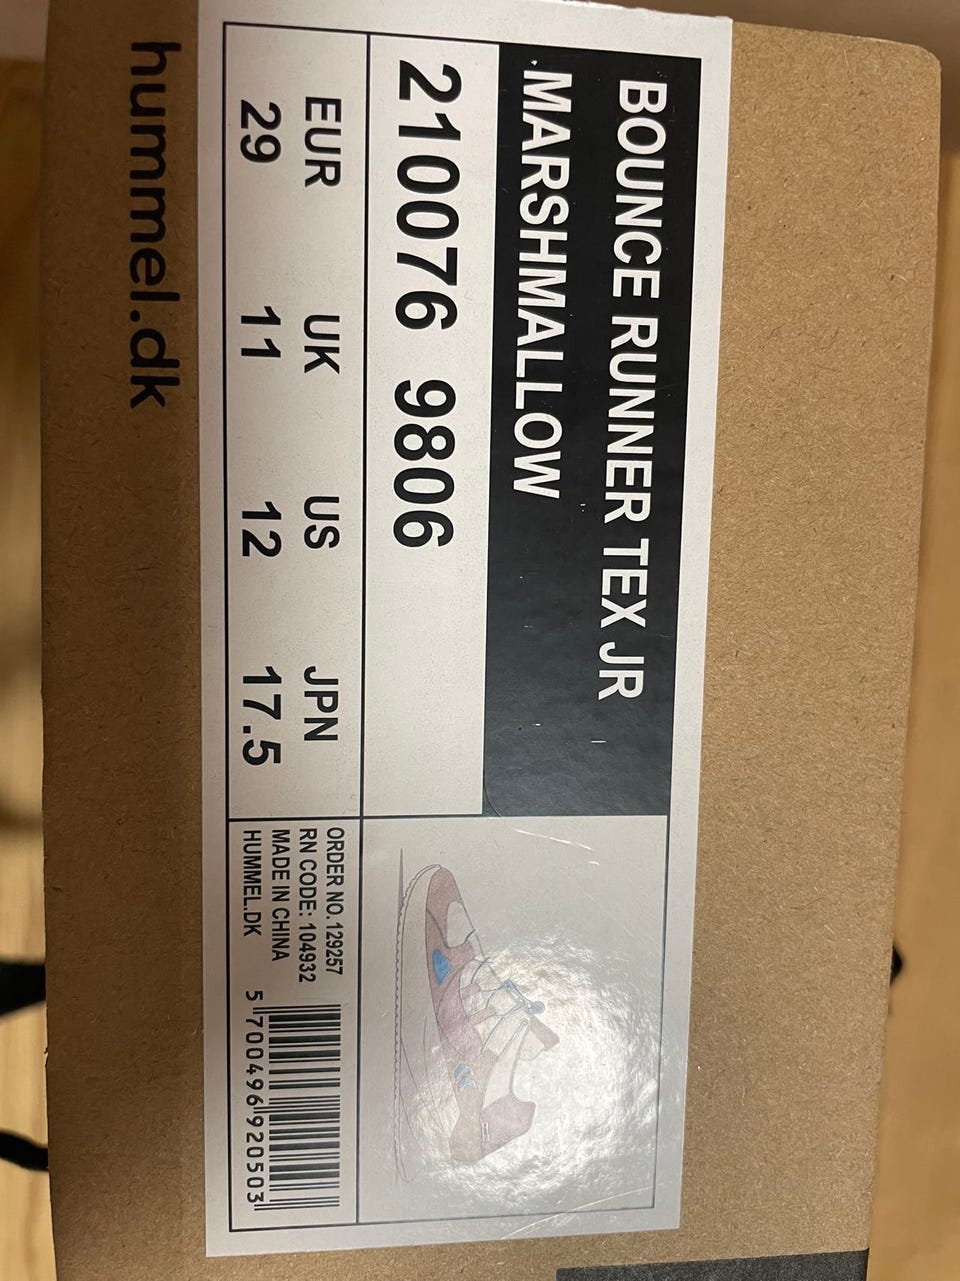 BOUNCE RUNNER TEX JR
MARSHMALLOW
210076 9806
EUR UK US JPN
29 11 12 17.5
ORDER NO.129257
RN CODE: 104932
MADE IN CHINA
HUMMEL.DK
5 700496 920503
hummel.dk